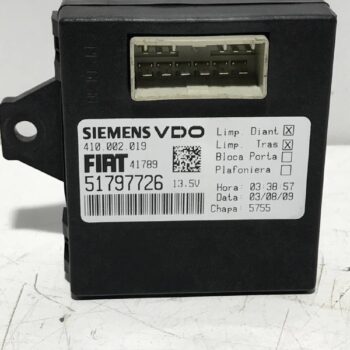 SIEMENS VDO
410.002.019
FIAT 41789
51797726 13.5V
Limp. Diant ☒
Limp. Tras ☒
Bloca Porta ☐
Plafoniera ☐
Hora: 03:38 57
Data: 03/08/09
Chapa: 5755